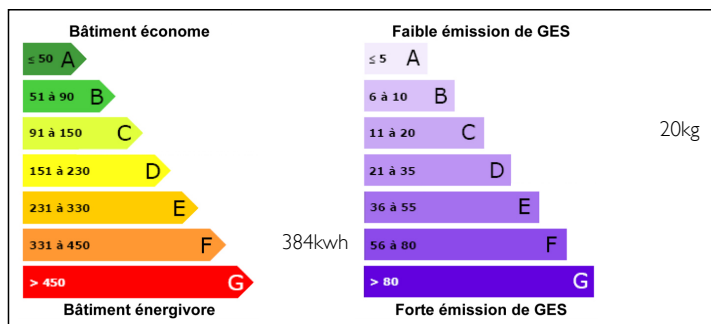 Bâtiment économe
≤ 50 A
51 à 90 B
91 à 150 C
151 à 230 D
231 à 330 E
331 à 450 F
384kwh
> 450 G
Bâtiment énergivore
Faible émission de GES
≤ 5 A
6 à 10 B
11 à 20 C
20kg
21 à 35 D
36 à 55 E
56 à 80 F
> 80 G
Forte émission de GES